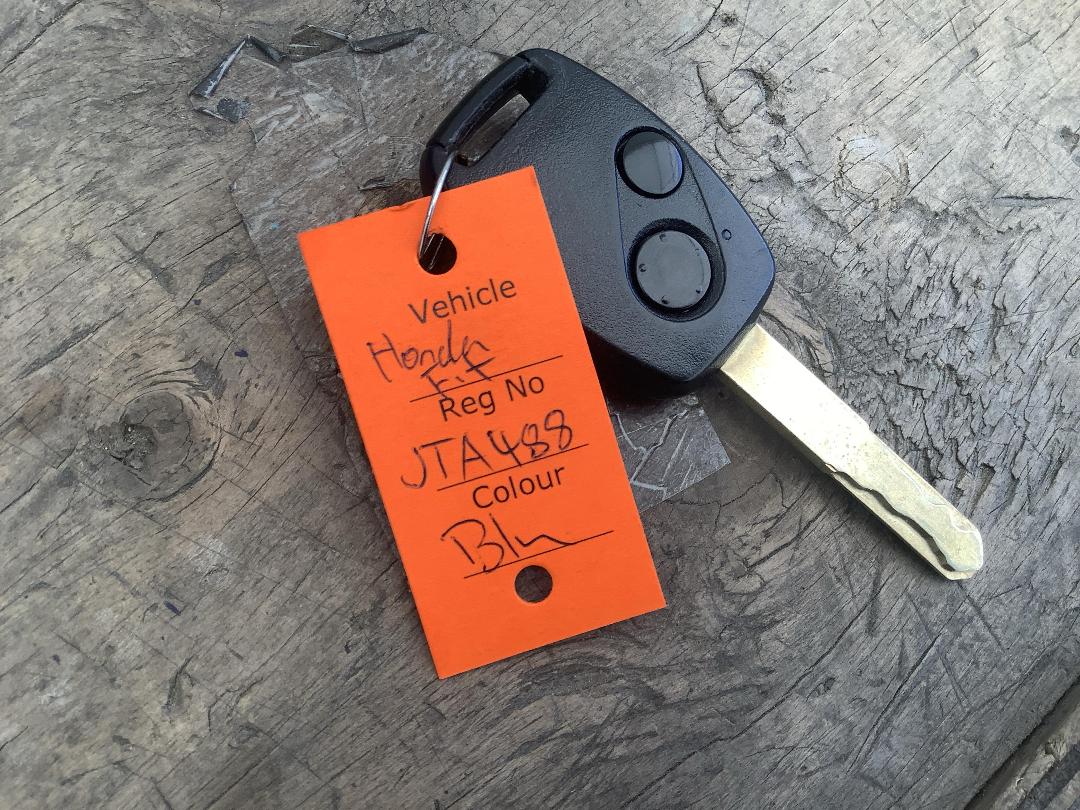 Vehicle
Honda
Fit
Reg No
JTA488
Colour
Blu